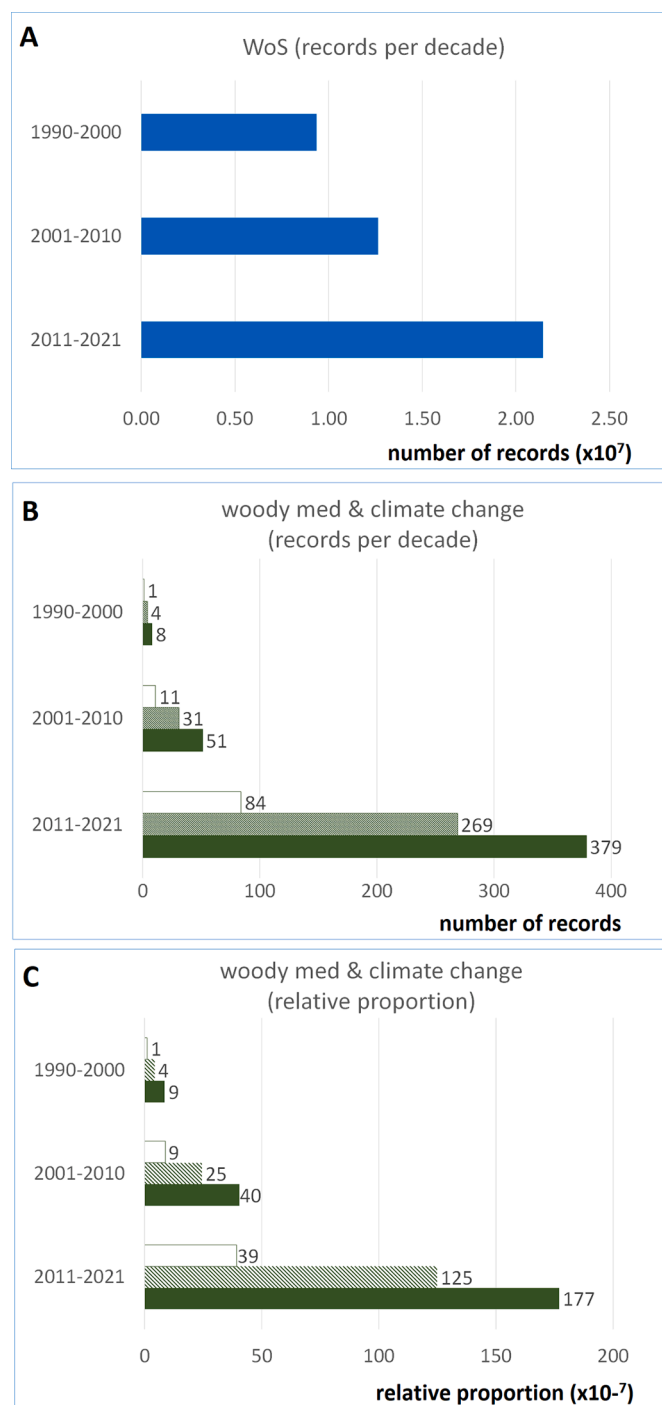 A
WoS (records per decade)
1990-2000
2001-2010
2011-2021
0.00 0.50 1.00 1.50 2.00 2.50
number of records (x10⁷)
B
woody med & climate change
(records per decade)
1
1990-2000 4
8
11
2001-2010 31
51
84
2011-2021 269
379
0 100 200 300 400
number of records
C
woody med & climate change
(relative proportion)
1
1990-2000 4
9
9
2001-2010 25
40
39
2011-2021 125
177
0 50 100 150 200
relative proportion (x10-⁷)